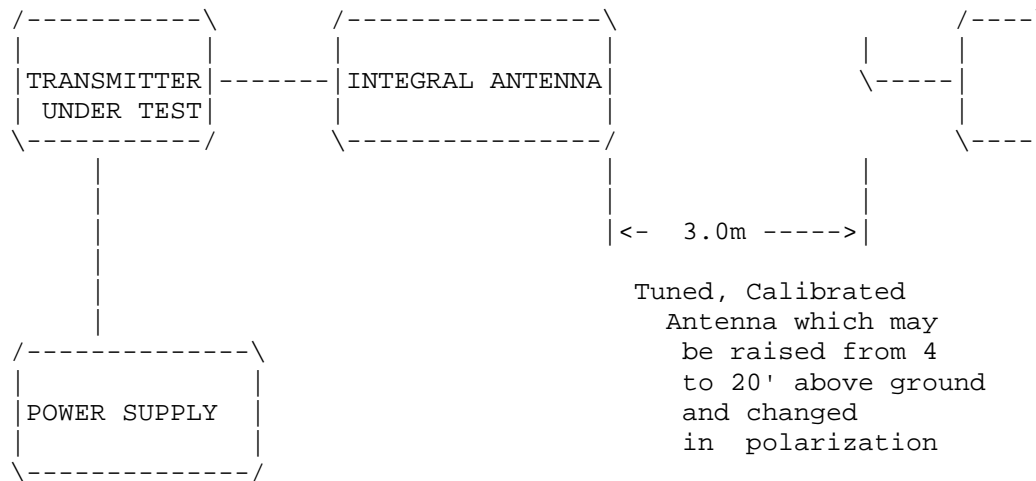 TRANSMITTER
UNDER TEST
INTEGRAL ANTENNA
<- 3.0m ----->
Tuned, Calibrated
Antenna which may
be raised from 4
to 20' above ground
and changed
in polarization
POWER SUPPLY